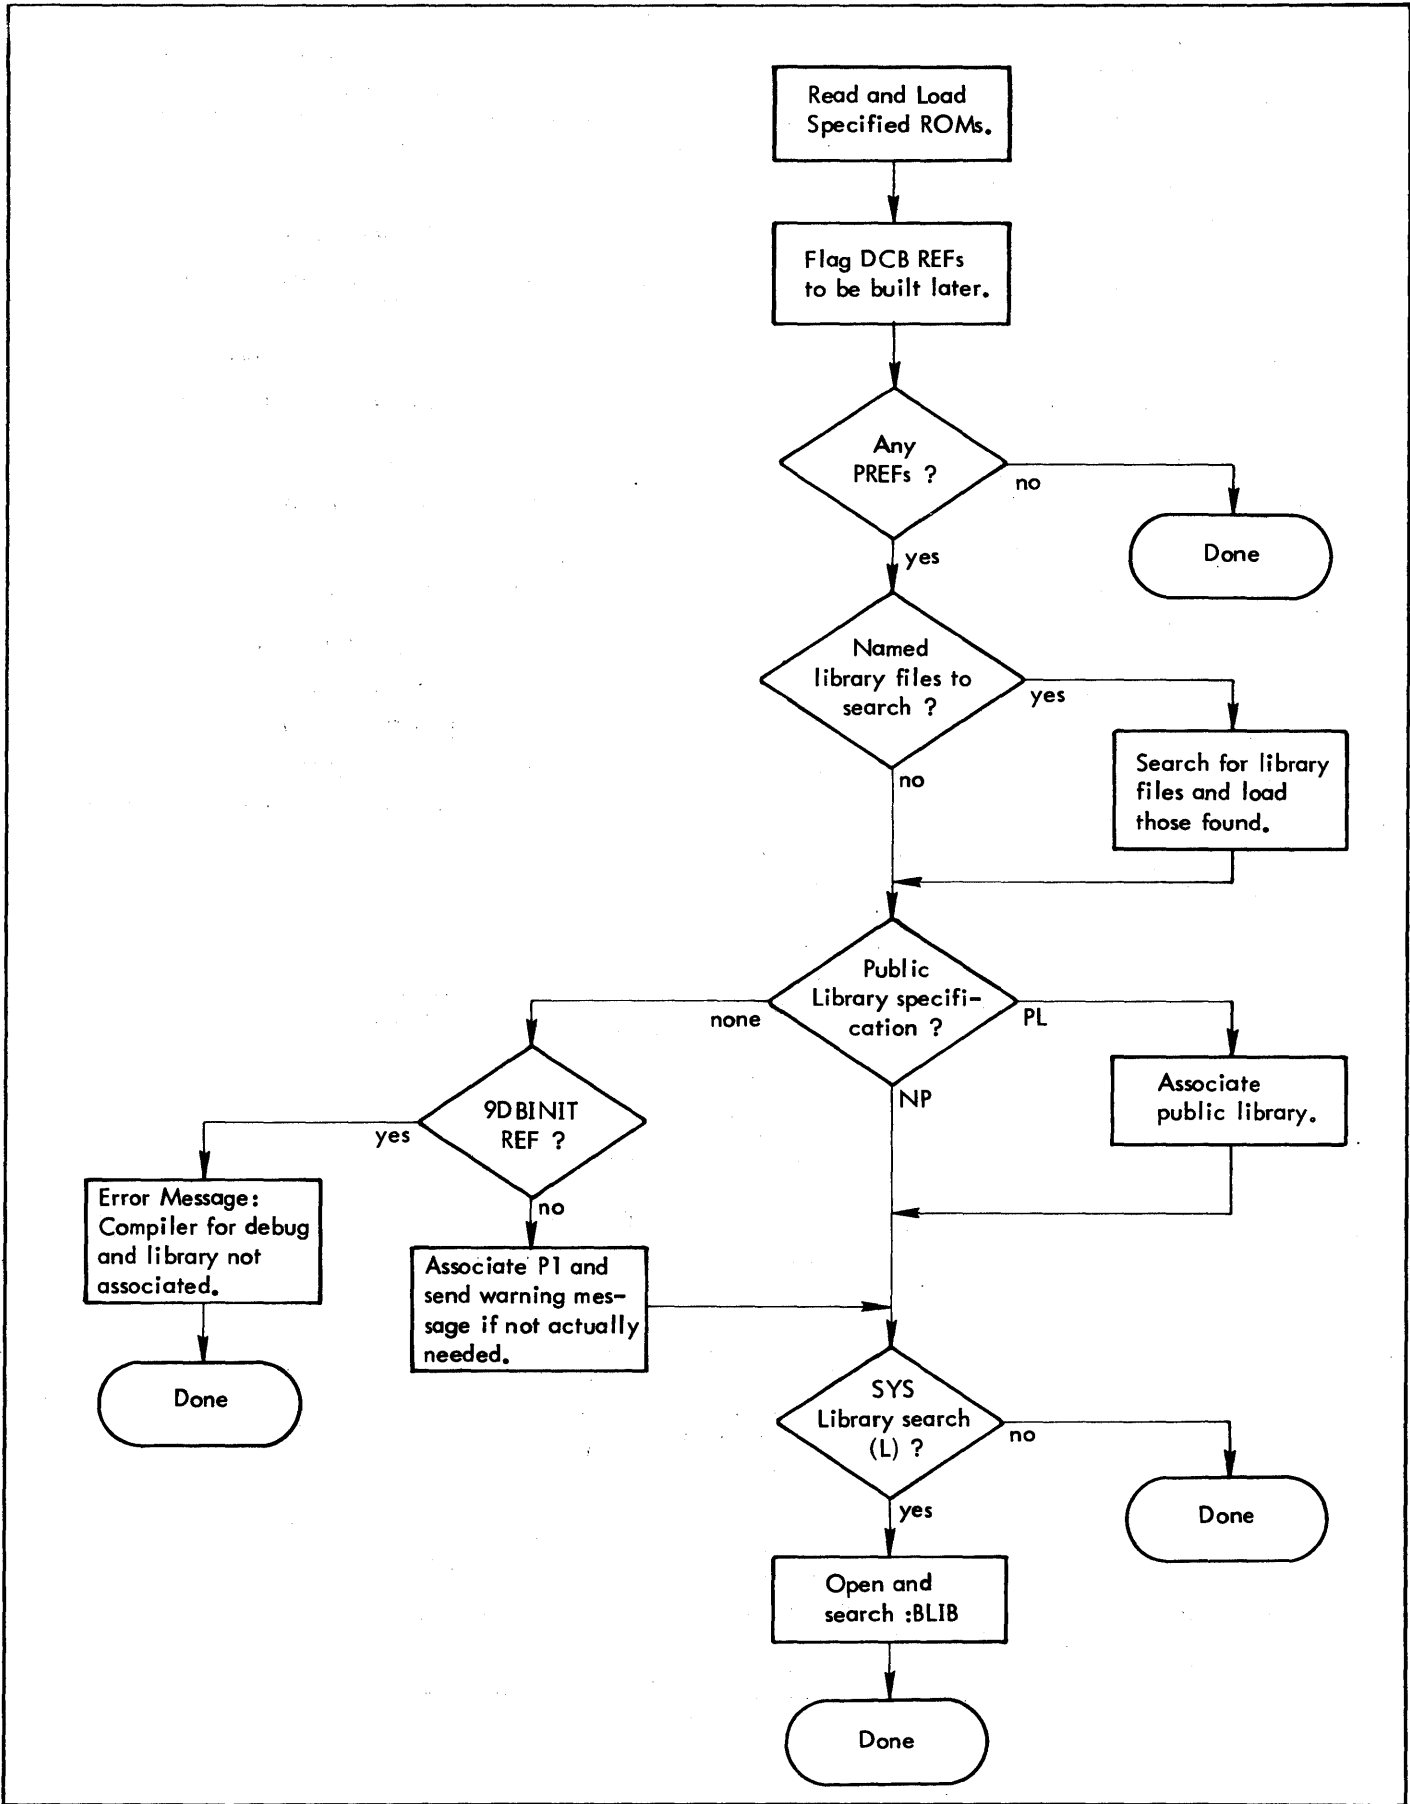 Read and Load
Specified ROMs.
Flag DCB REFs
to be built later.
Any
PREFs ?
no
Done
yes
Named
library files to
search ?
yes
Search for library
files and load
those found.
no
Public
Library specifi-
cation ?
none
PL
NP
Associate
public library.
9DBINIT
REF ?
yes
no
Error Message:
Compiler for debug
and library not
associated.
Associate P1 and
send warning mes-
sage if not actually
needed.
Done
SYS
Library search
(L) ?
no
Done
yes
Open and
search :BLIB
Done